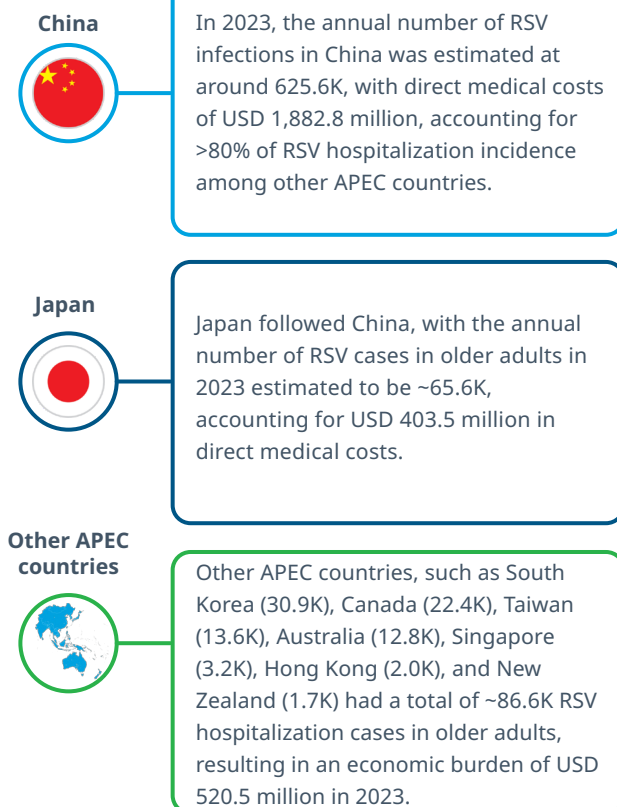 China
In 2023, the annual number of RSV
infections in China was estimated at
around 625.6K, with direct medical costs
of USD 1,882.8 million, accounting for
>80% of RSV hospitalization incidence
among other APEC countries.
Japan
Japan followed China, with the annual
number of RSV cases in older adults in
2023 estimated to be ~65.6K,
accounting for USD 403.5 million in
direct medical costs.
Other APEC
countries
Other APEC countries, such as South
Korea (30.9K), Canada (22.4K), Taiwan
(13.6K), Australia (12.8K), Singapore
(3.2K), Hong Kong (2.0K), and New
Zealand (1.7K) had a total of ~86.6K RSV
hospitalization cases in older adults,
resulting in an economic burden of USD
520.5 million in 2023.